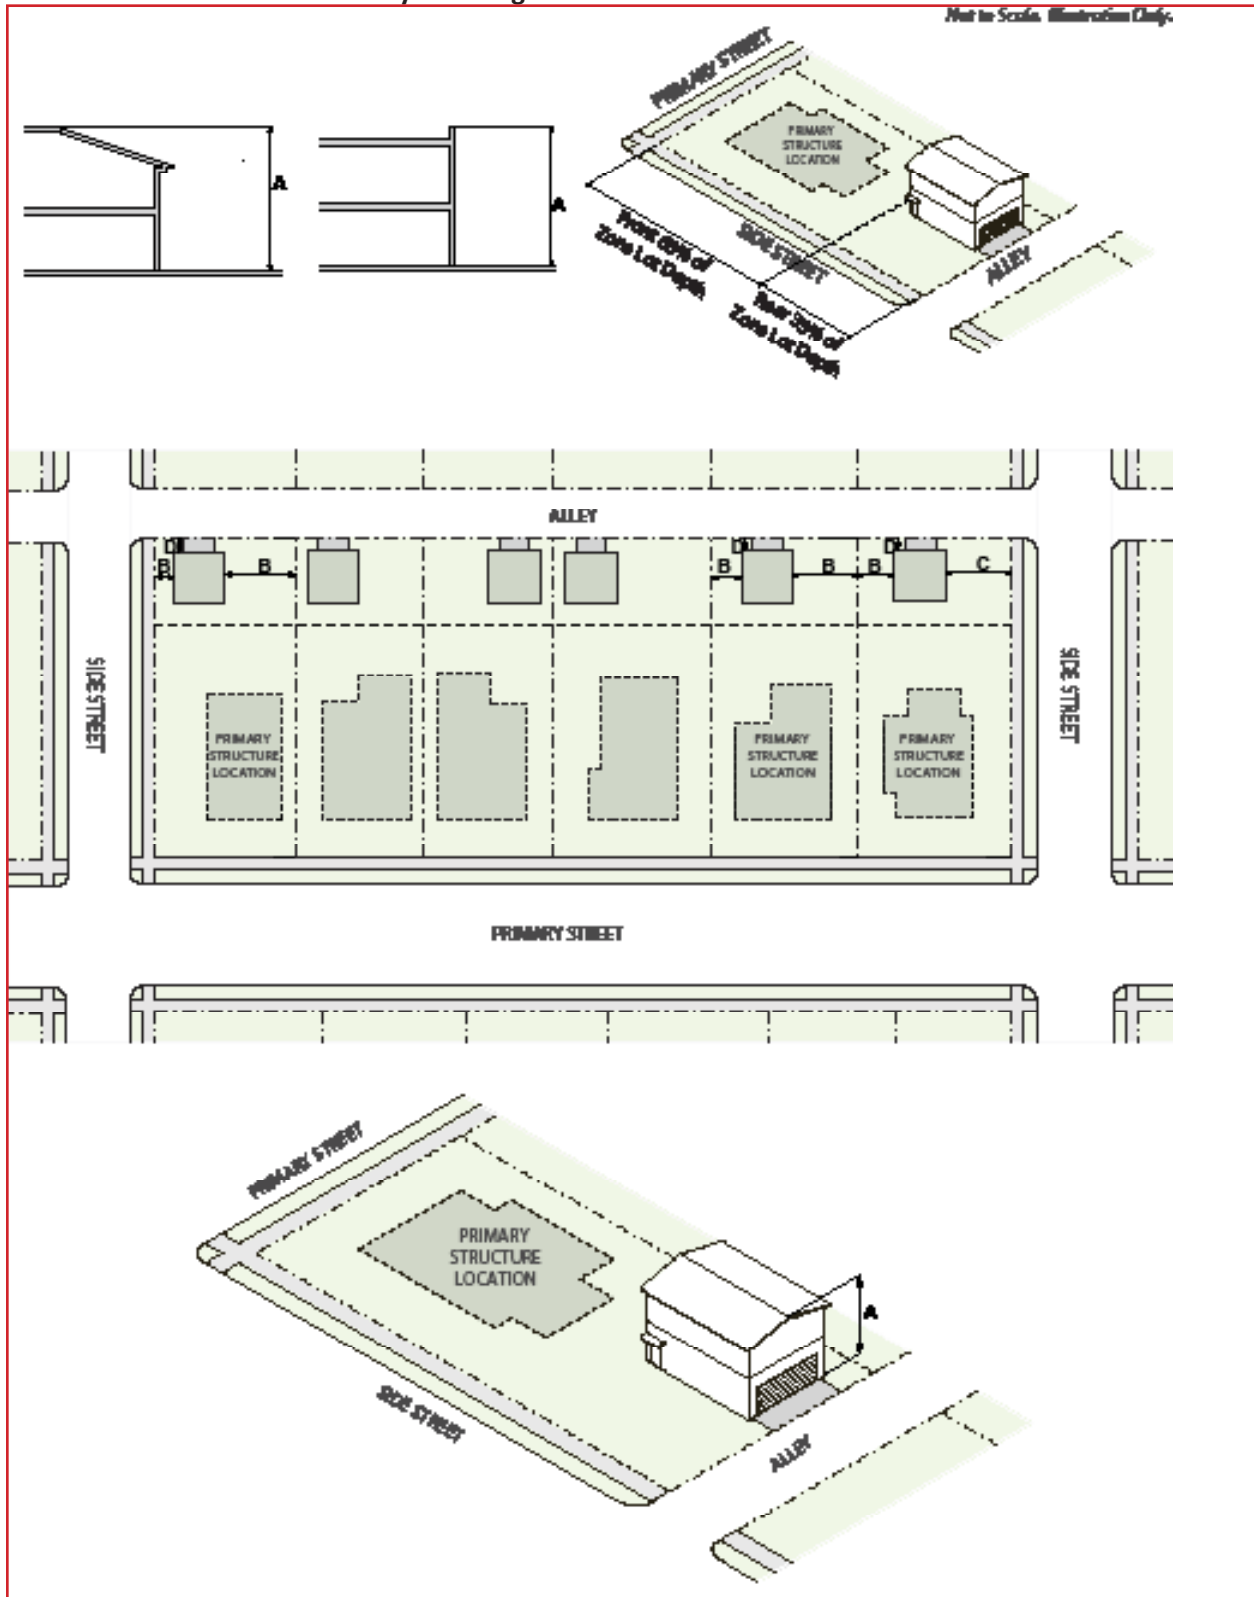 Not to Scale. Illustration Only.
PRIMARY STREET
PRIMARY
STRUCTURE
LOCATION
A
A
SIDE STREET
ALLEY
Front 65% of
Zone Lot Depth
Rear 35% of
Zone Lot Depth
ALLEY
D
B
B
D
B
B
B
D
C
SIDE STREET
SIDE STREET
PRIMARY
STRUCTURE
LOCATION
PRIMARY
STRUCTURE
LOCATION
PRIMARY
STRUCTURE
LOCATION
PRIMARY STREET
PRIMARY STREET
PRIMARY
STRUCTURE
LOCATION
A
SIDE STREET
ALLEY